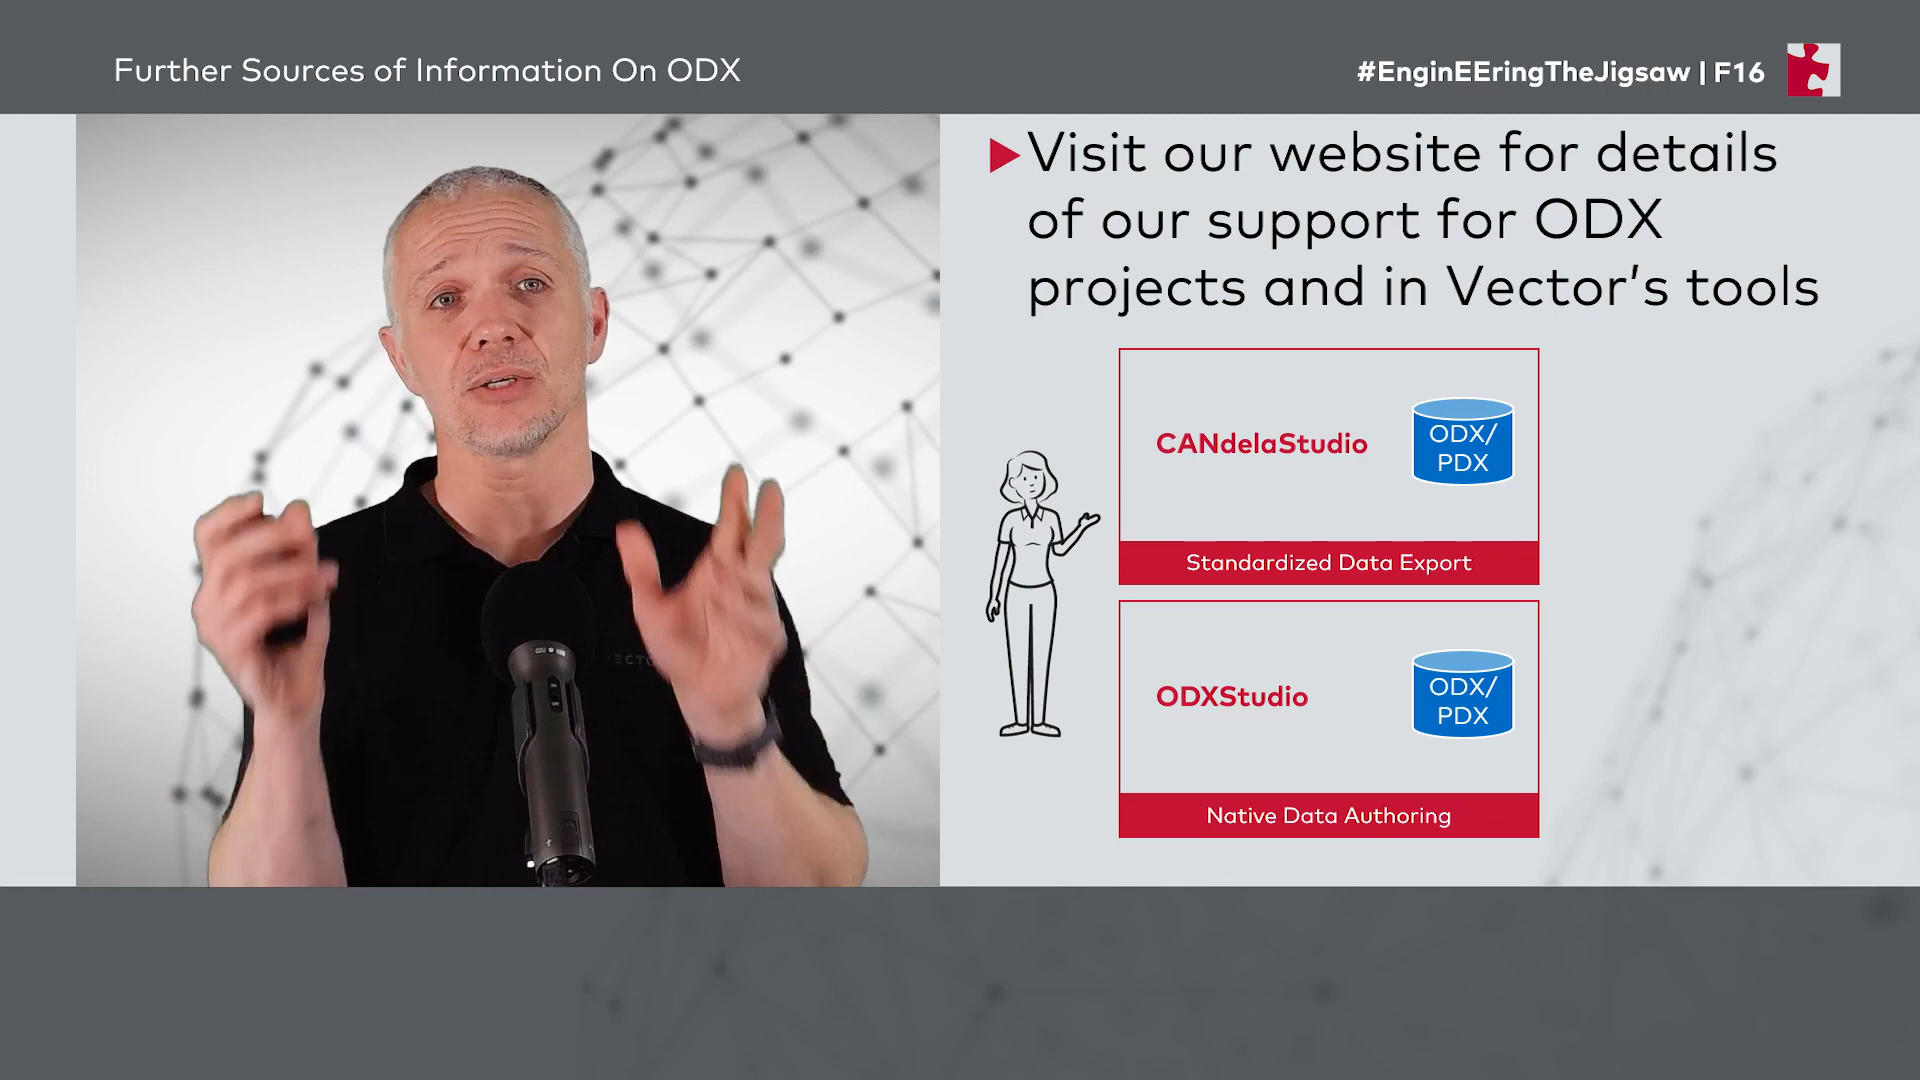 Further Sources of Information On ODX
#EnginEEringTheJigsaw | F16
Visit our website for details
of our support for ODX
projects and in Vector's tools
CANdelaStudio
ODX/
PDX
Standardized Data Export
ODXStudio
ODX/
PDX
Native Data Authoring